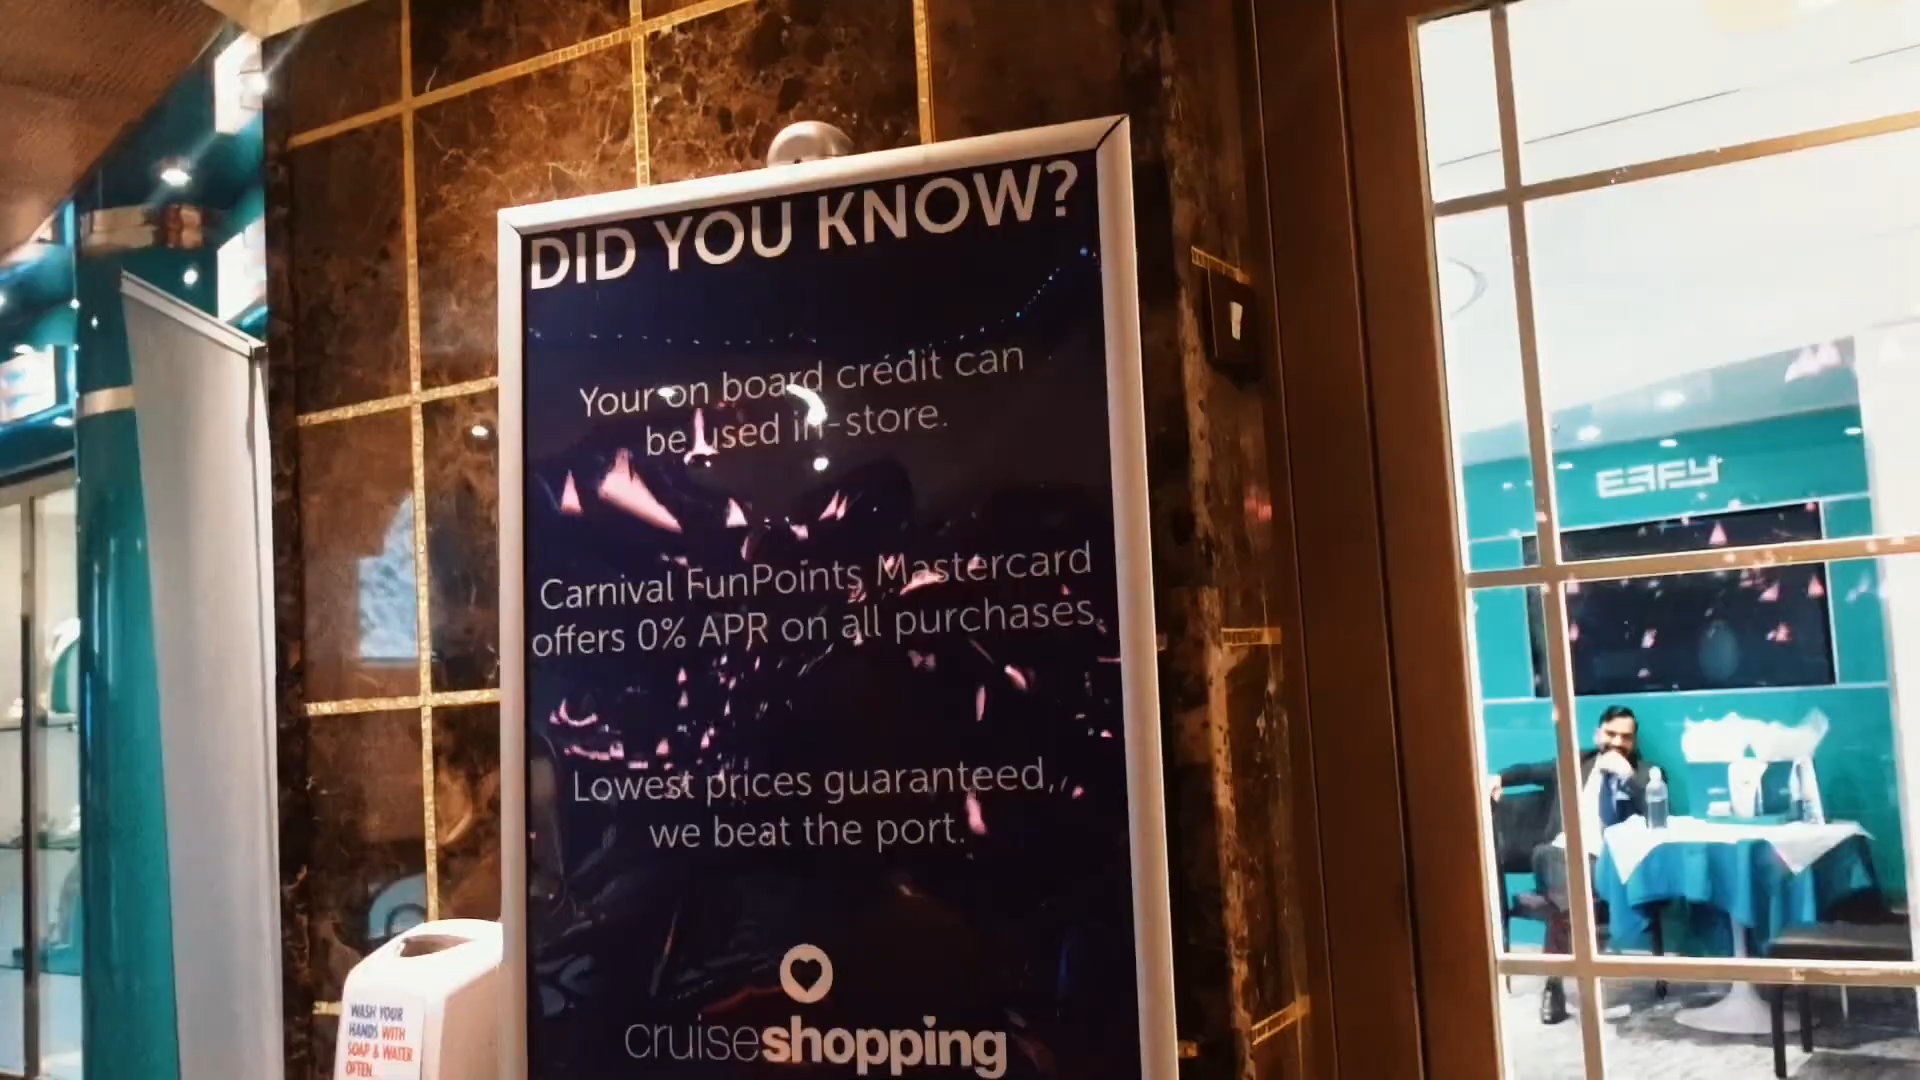 DID YOU KNOW?
Your on board credit can
be used in-store.
Carnival FunPoints Mastercard
offers 0% APR on all purchases.
Lowest prices guaranteed,
we beat the port.
cruiseshopping
WASH YOUR
HANDS WITH
SOAP & WATER
OFTEN
EFFY